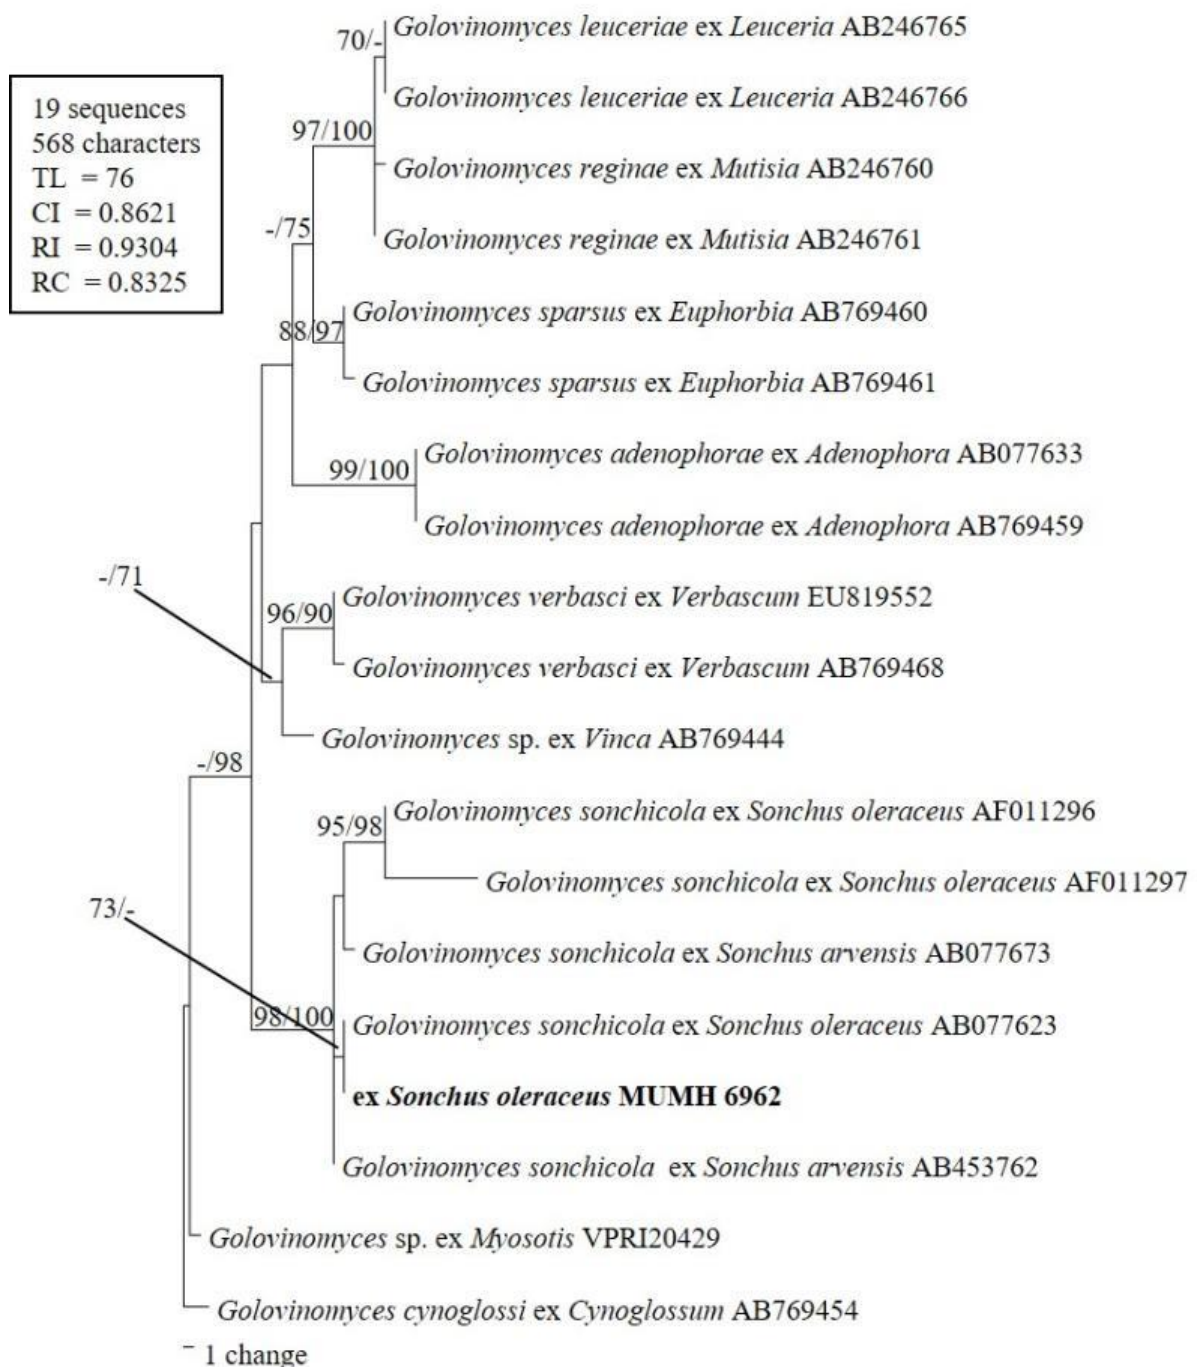 70/-
Golovinomyces leuceriae ex Leuceria AB246765
19 sequences
568 characters
TL = 76
CI = 0.8621
RI = 0.9304
RC = 0.8325
Golovinomyces leuceriae ex Leuceria AB246766
97/100
Golovinomyces reginae ex Mutisia AB246760
-/75
Golovinomyces reginae ex Mutisia AB246761
Golovinomyces sparsus ex Euphorbia AB769460
88/97
Golovinomyces sparsus ex Euphorbia AB769461
Golovinomyces adenophorae ex Adenophora AB077633
99/100
Golovinomyces adenophorae ex Adenophora AB769459
-/71
Golovinomyces verbasci ex Verbascum EU819552
96/90
Golovinomyces verbasci ex Verbascum AB769468
Golovinomyces sp. ex Vinca AB769444
-/98
Golovinomyces sonchicola ex Sonchus oleraceus AF011296
95/98
Golovinomyces sonchicola ex Sonchus oleraceus AF011297
73/-
Golovinomyces sonchicola ex Sonchus arvensis AB077673
98/100
Golovinomyces sonchicola ex Sonchus oleraceus AB077623
ex Sonchus oleraceus MUMH 6962
Golovinomyces sonchicola ex Sonchus arvensis AB453762
Golovinomyces sp. ex Myosotis VPRI20429
Golovinomyces cynoglossi ex Cynoglossum AB769454
1 change